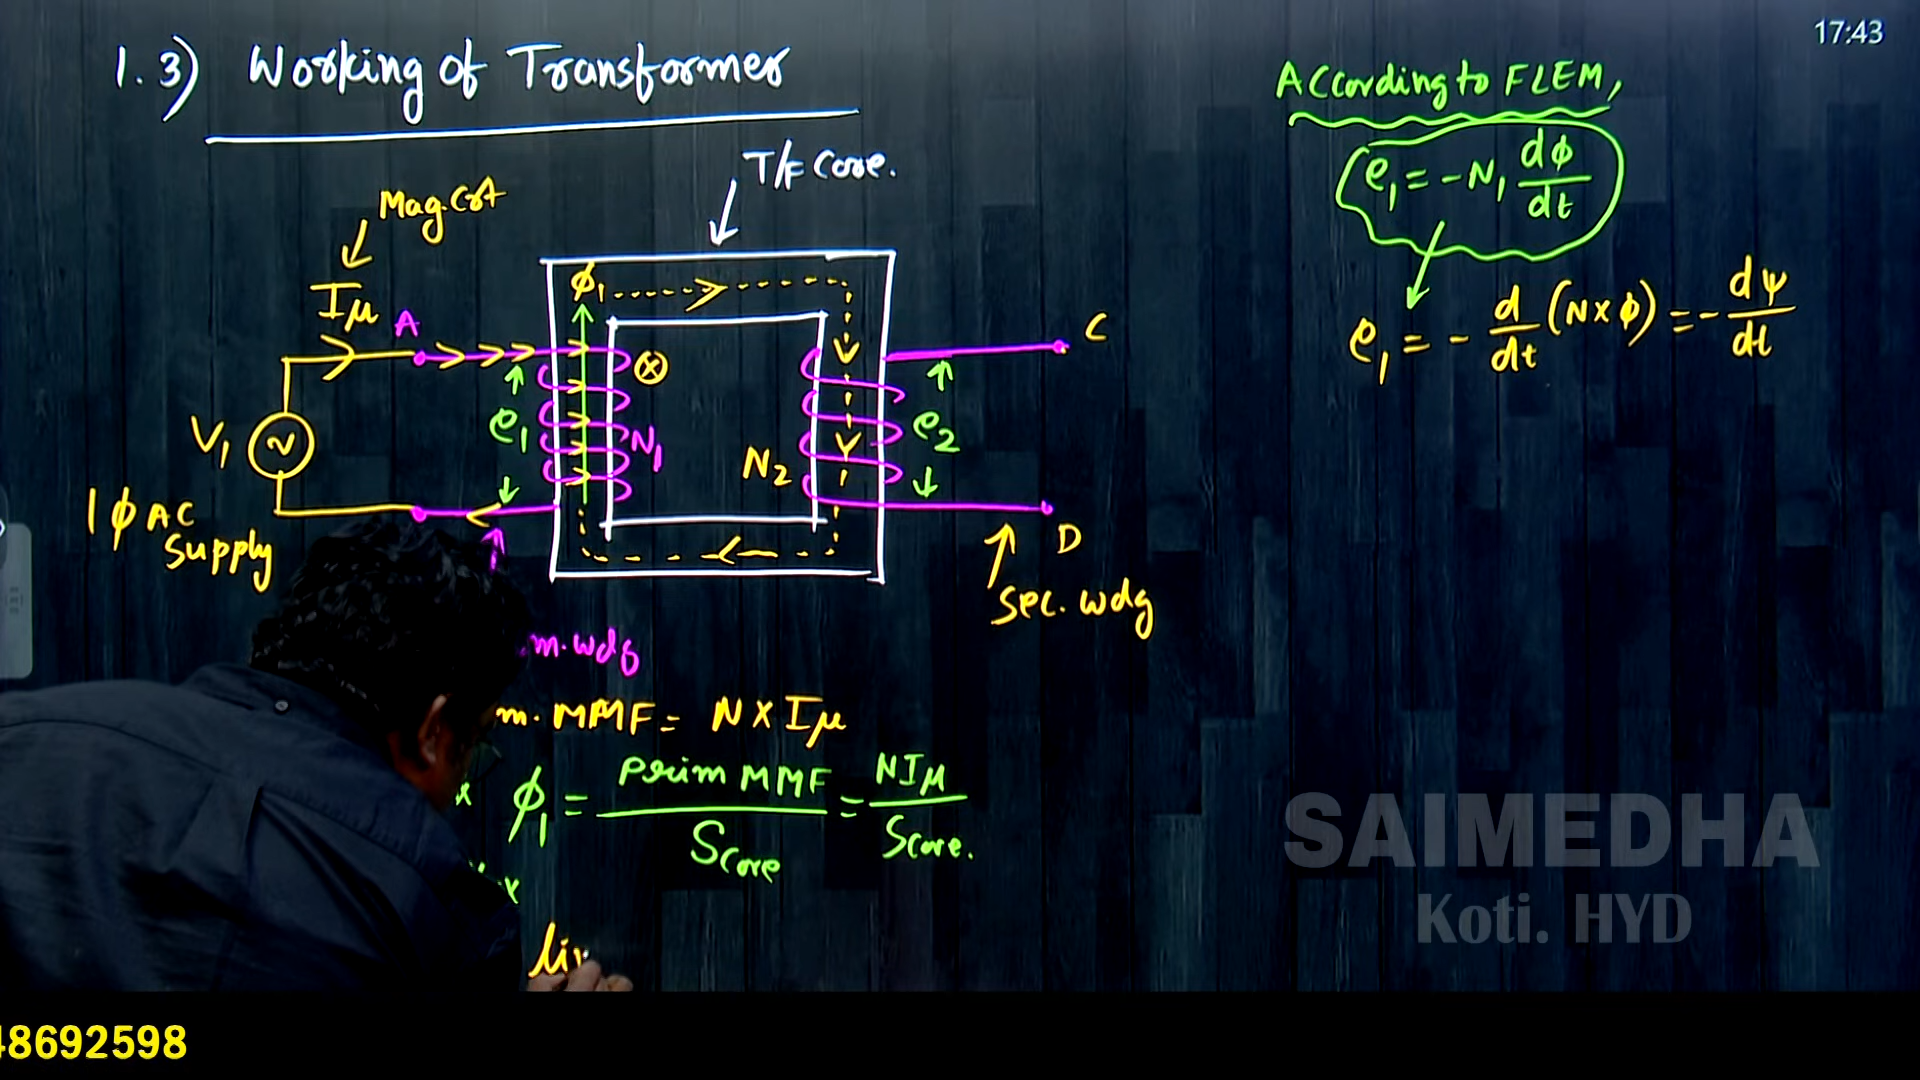 17:43
1.3) Working of Transformer
According to FLEM,
e₁ = -N₁ dφ/dt
T/F Core.
Mag. Crt
Iμ
A
φ₁
C
e₁ = - d/dt (N x φ) = - dψ/dt
V₁
e₁
N₁
N₂
e₂
1φ AC
Supply
D
Sec. wdg
m. wdg
m. MMF = N X Iμ
φ₁ = Prim MMF / Score = NIμ / Score.
SAIMEDHA
Koti. HYD
48692598